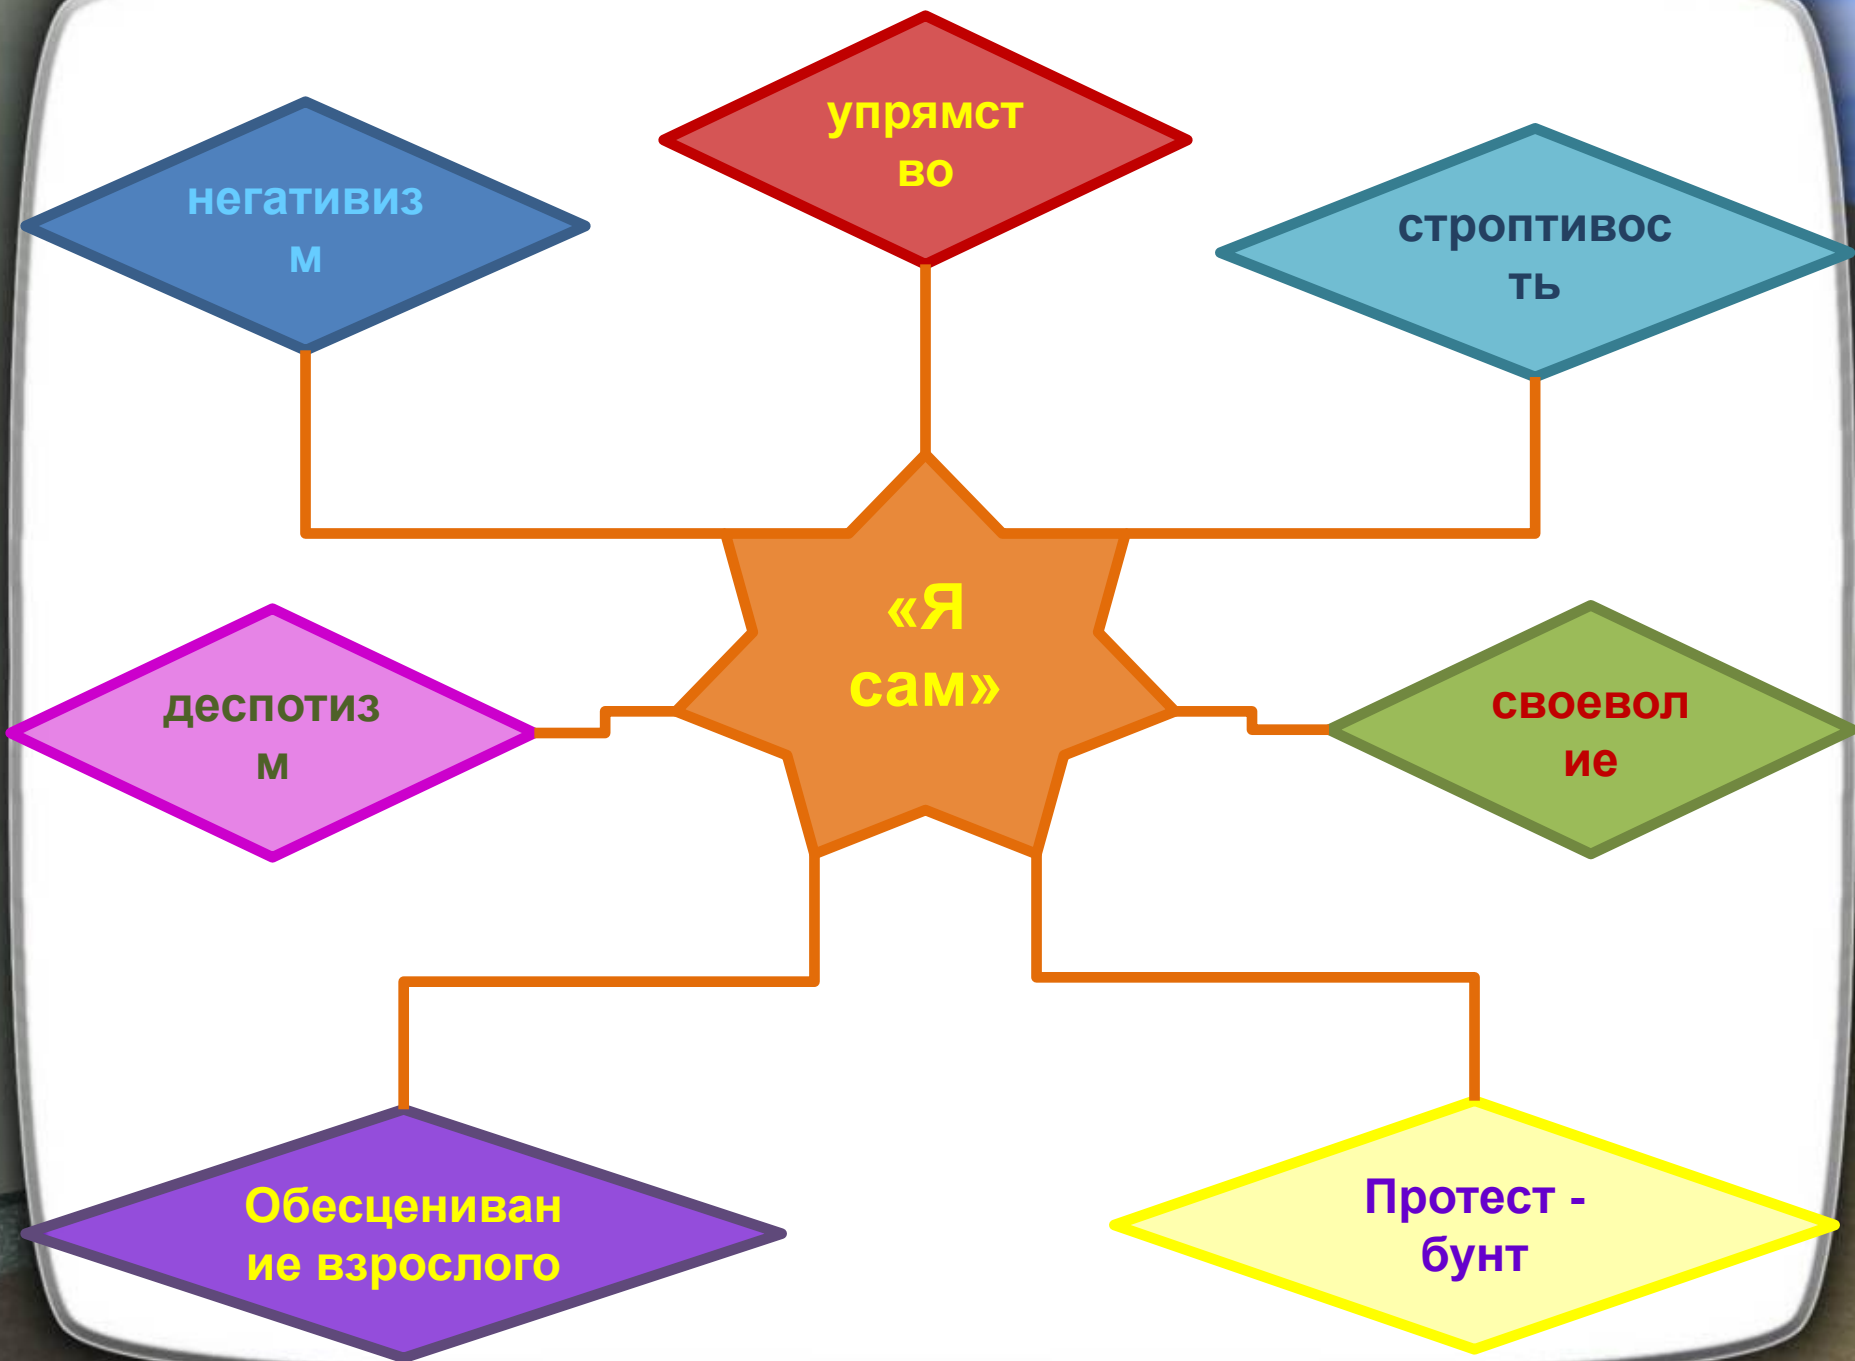 упрямст
во
негативиз
м
строптивос
ть
«Я
сам»
деспотиз
м
своевол
ие
Обесцениван
ие взрослого
Протест -
бунт